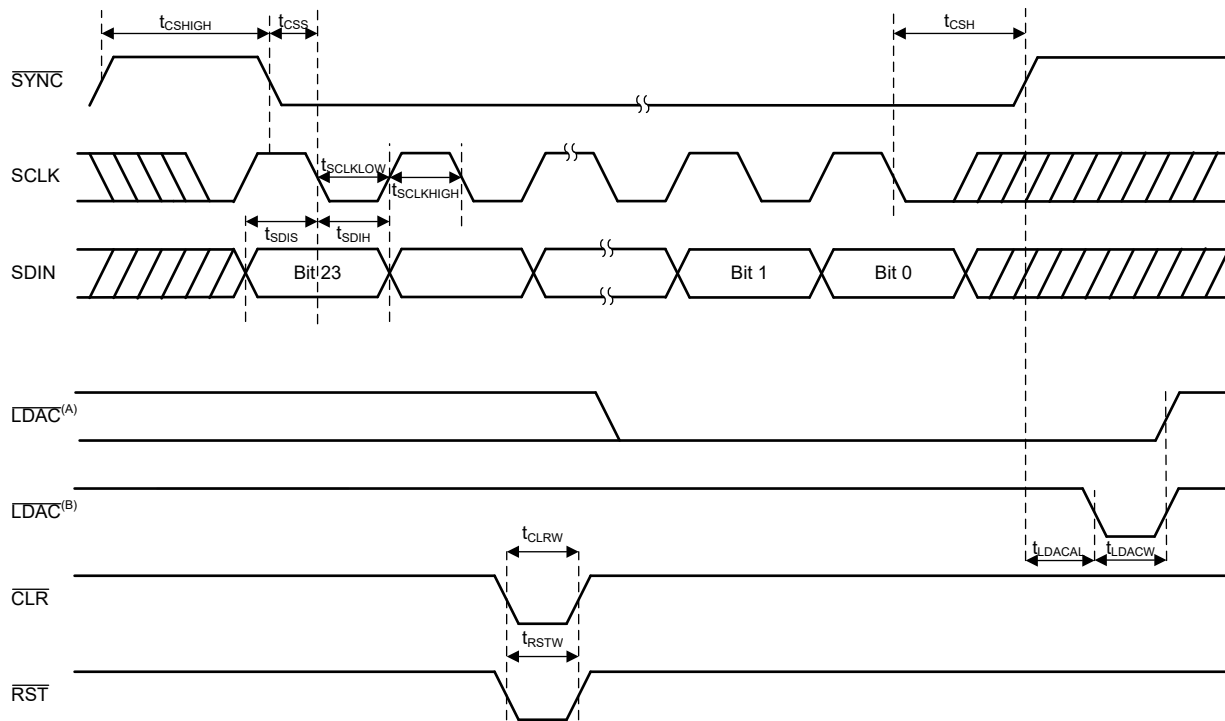 tCSHIGH tCSS tCSH
SYNC
SCLK tSCLKLOW tSCLKHIGH
tSDIS tSDIH
SDIN Bit 23 Bit 1 Bit 0
LDAC(A)
LDAC(B)
tCLRW tLDACAL tLDACW
CLR
tRSTW
RST